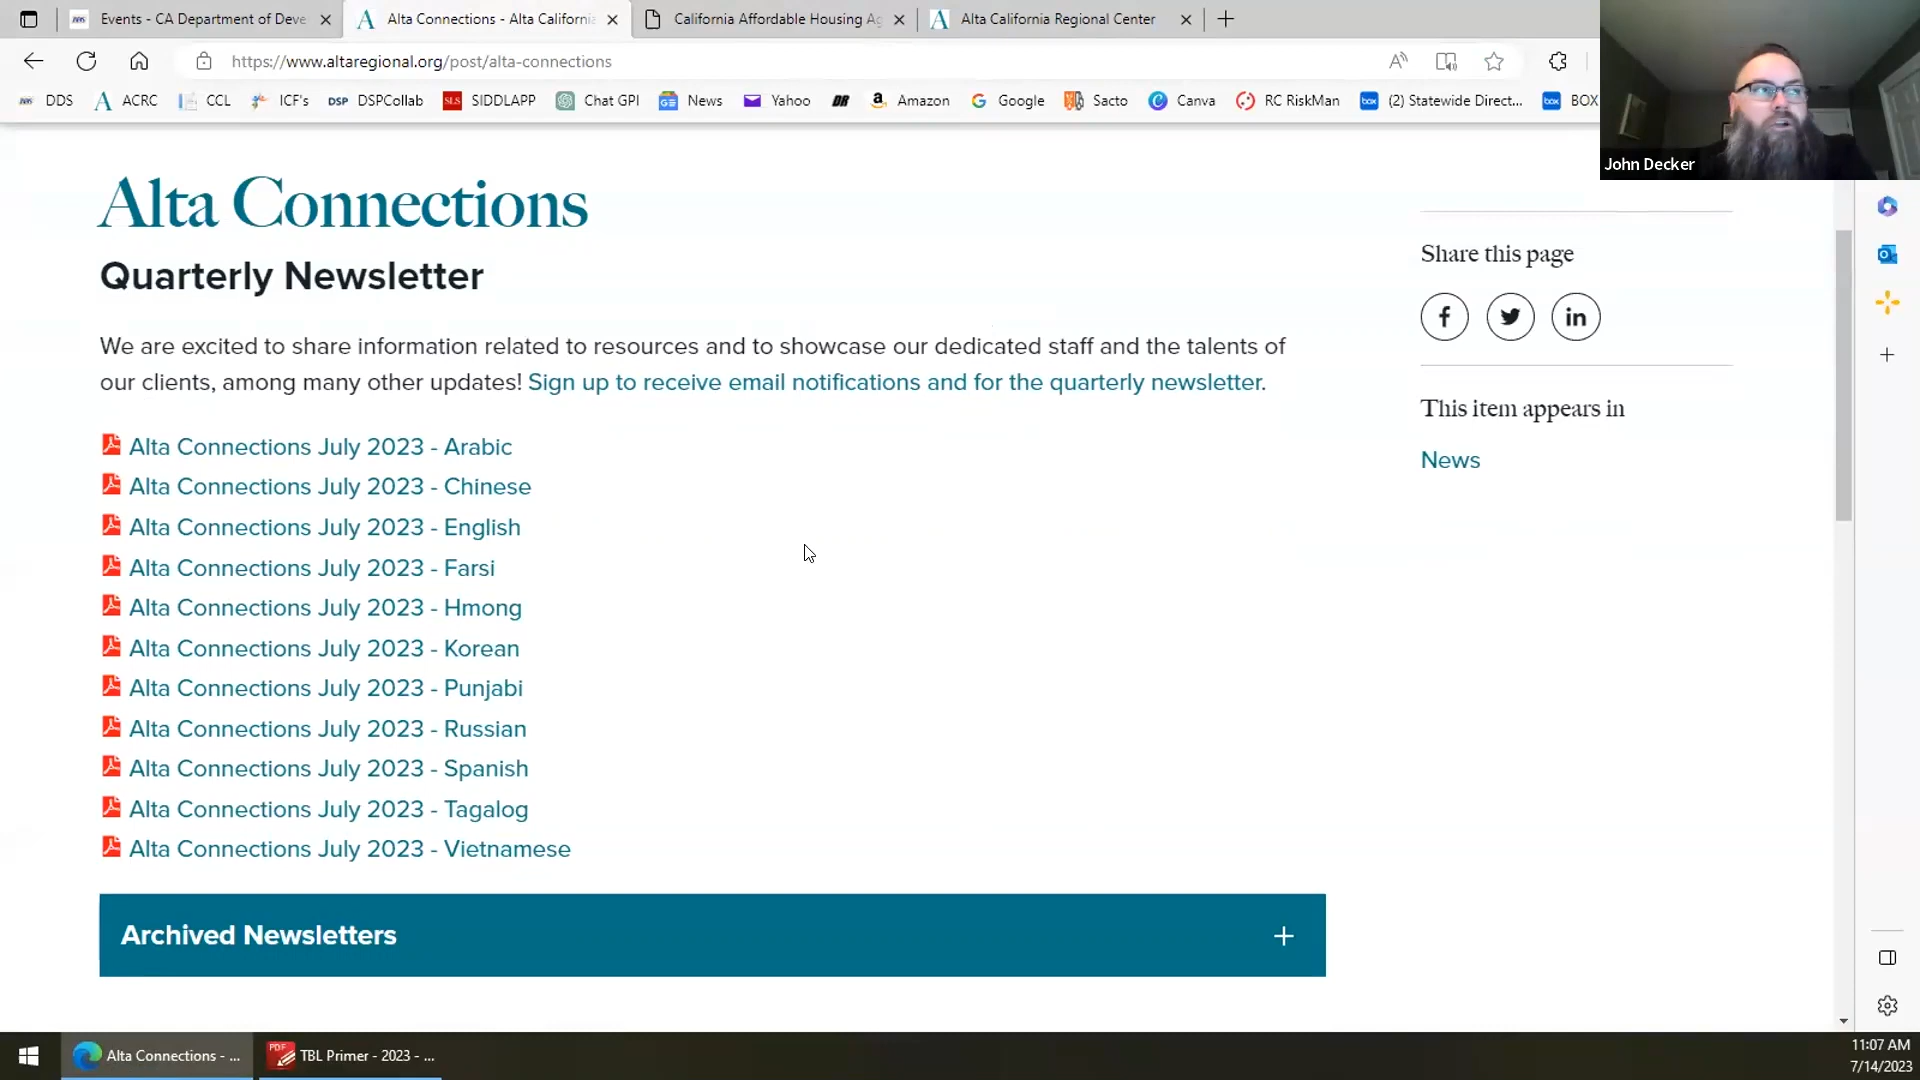 Events - CA Department of Deve
Alta Connections - Alta California
California Affordable Housing Ag
Alta California Regional Center
https://www.altaregional.org/post/alta-connections
DDS
ACRC
CCL
ICF's
DSP
DSPCollab
SLS
SIDDLAPP
Chat GPI
News
Yahoo
DR
Amazon
Google
Sacto
Canva
RC RiskMan
box
(2) Statewide Direct...
box
BOX
John Decker
Alta Connections
Quarterly Newsletter
We are excited to share information related to resources and to showcase our dedicated staff and the talents of
our clients, among many other updates! Sign up to receive email notifications and for the quarterly newsletter.
Alta Connections July 2023 - Arabic
Alta Connections July 2023 - Chinese
Alta Connections July 2023 - English
Alta Connections July 2023 - Farsi
Alta Connections July 2023 - Hmong
Alta Connections July 2023 - Korean
Alta Connections July 2023 - Punjabi
Alta Connections July 2023 - Russian
Alta Connections July 2023 - Spanish
Alta Connections July 2023 - Tagalog
Alta Connections July 2023 - Vietnamese
Archived Newsletters
Share this page
This item appears in
News
Alta Connections - ...
PDF
TBL Primer - 2023 - ...
11:07 AM
7/14/2023